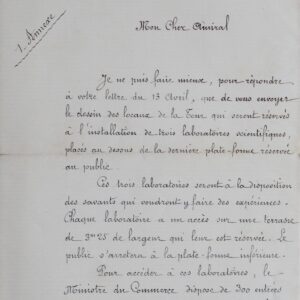 1. Annexe
Mon Cher Amiral
Je ne puis faire mieux, pour répondre
à votre lettre du 13 Avril, que de vous envoyer
le dessin des locaux de la Tour qui seront réservés
à l'installation de trois laboratoires scientifiques,
placés au dessus de la dernière plate-forme réservée
au public.
Ces trois laboratoires seront à la disposition
des savants qui voudront y faire des expériences.
Chaque laboratoire a un accès sur une terrasse
de 3m25 de largeur qui leur est réservée. Le
public s'arrêtera à la plate-forme inférieure.
Pour accéder à ces laboratoires, le
Ministre du Commerce dispose de 300 entrées